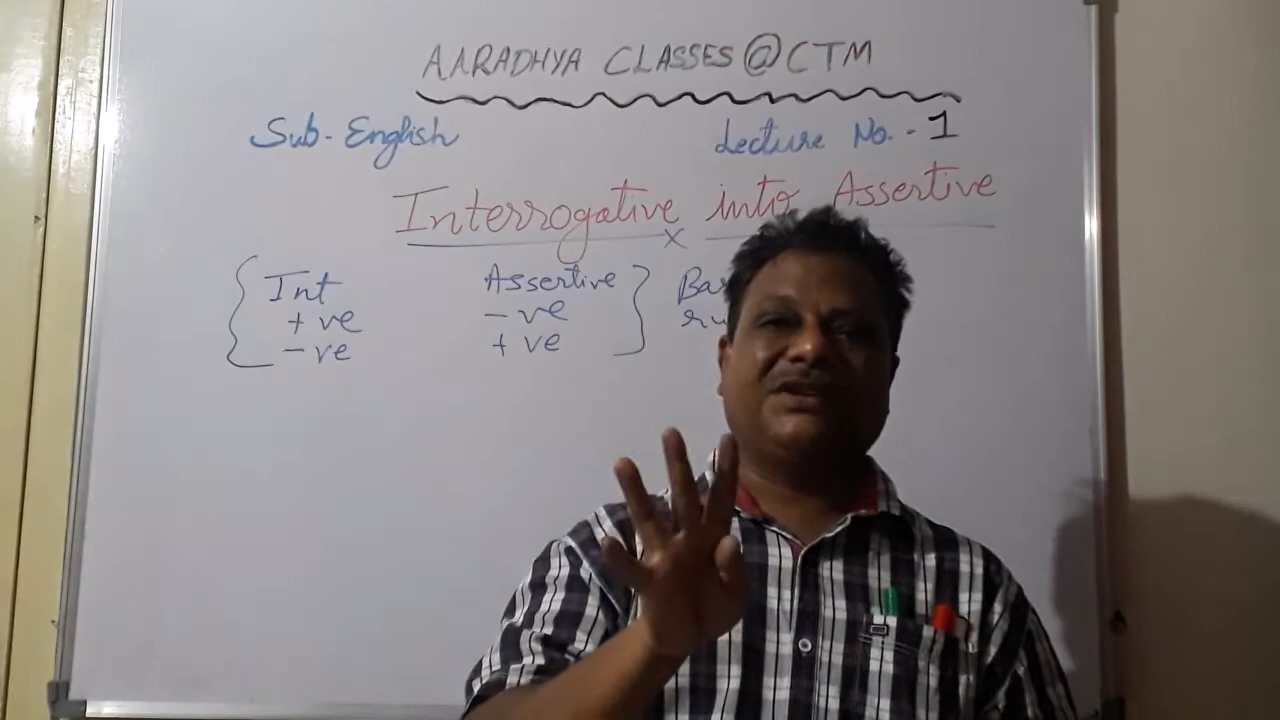 AARADHYA CLASSES @ CTM
Sub- English
Lecture No. - 1
Interrogative into Assertive
x
Int Assertive
+ ve - ve
- ve + ve